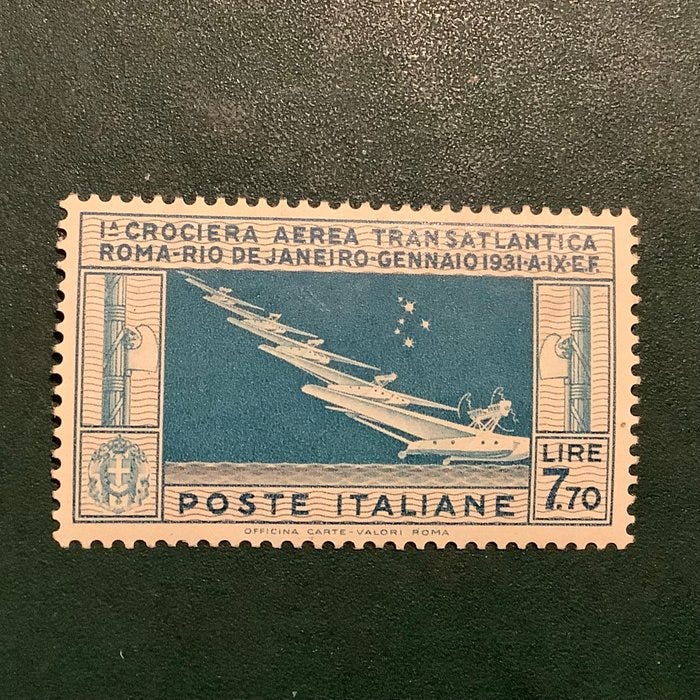 Iᴬ CROCIERA AEREA TRANSATLANTICA
ROMA-RIO DE JANEIRO-GENNAIO 1931-A·IX·E.F.
LIRE
7.70
POSTE ITALIANE
OFFICINA CARTE-VALORI ROMA